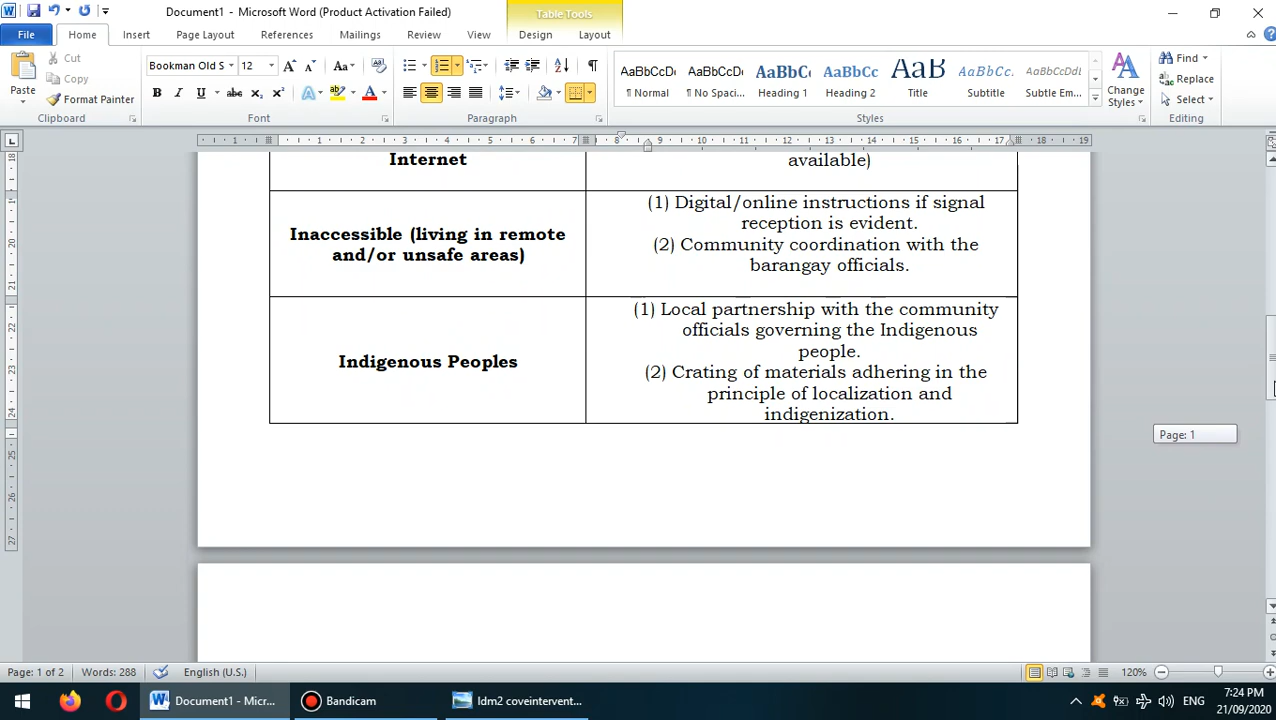 Document1 - Microsoft Word (Product Activation Failed)
Table Tools
File
Home
Insert
Page Layout
References
Mailings
Review
View
Design
Layout
Paste
Cut
Copy
Format Painter
Clipboard
Bookman Old S
12
Font
Paragraph
AaBbCcDc
¶ Normal
AaBbCcDc
¶ No Spaci...
AaBbCc
Heading 1
AaBbCc
Heading 2
AaB
Title
AaBbCc.
Subtitle
AaBbCcDdl
Subtle Em...
Change
Styles
Styles
Find
Replace
Select
Editing
Internet
available)
Inaccessible (living in remote
and/or unsafe areas)
(1) Digital/online instructions if signal
reception is evident.
(2) Community coordination with the
barangay officials.
Indigenous Peoples
(1) Local partnership with the community
officials governing the Indigenous
people.
(2) Crating of materials adhering in the
principle of localization and
indigenization.
Page: 1
Page: 1 of 2
Words: 288
English (U.S.)
120%
Document1 - Micr...
Bandicam
ldm2 coveintervent...
ENG
7:24 PM
21/09/2020